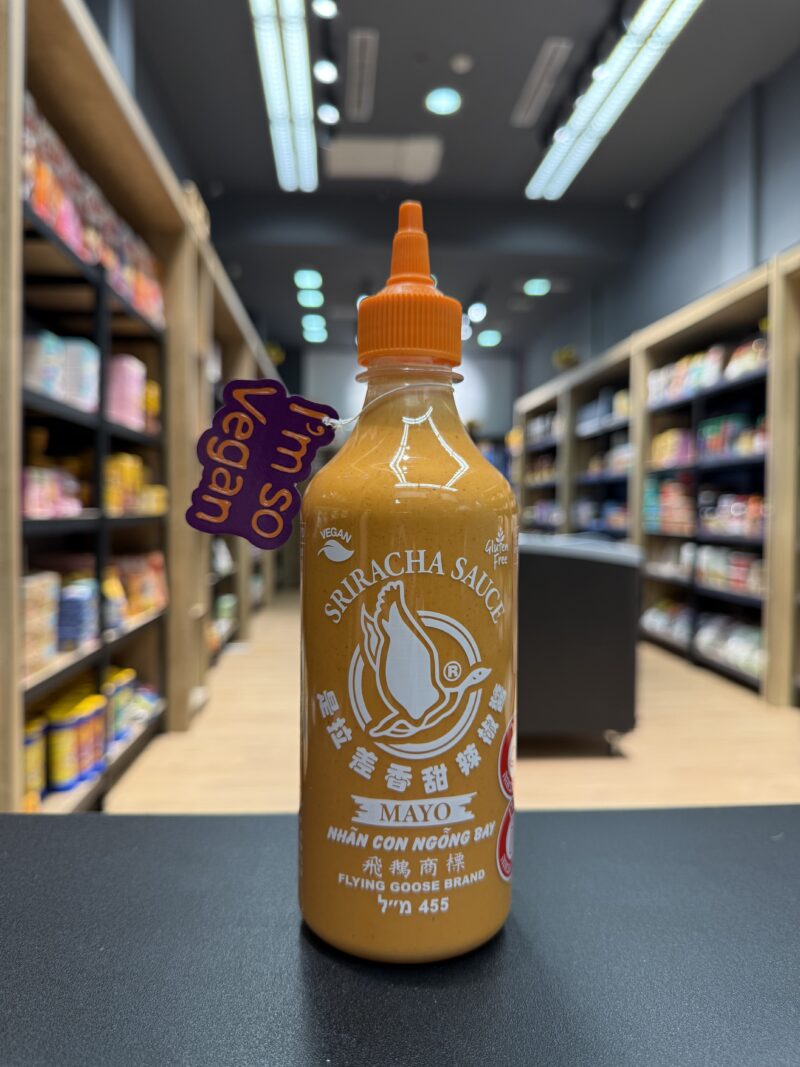 I'm so
Vegan
VEGAN
Gluten
Free
SRIRACHA SAUCE
®
是拉差香甜辣椒醬
MAYO
NHÃN CON NGỖNG BAY
飛鵝商標
FLYING GOOSE BRAND
455 מ"ל